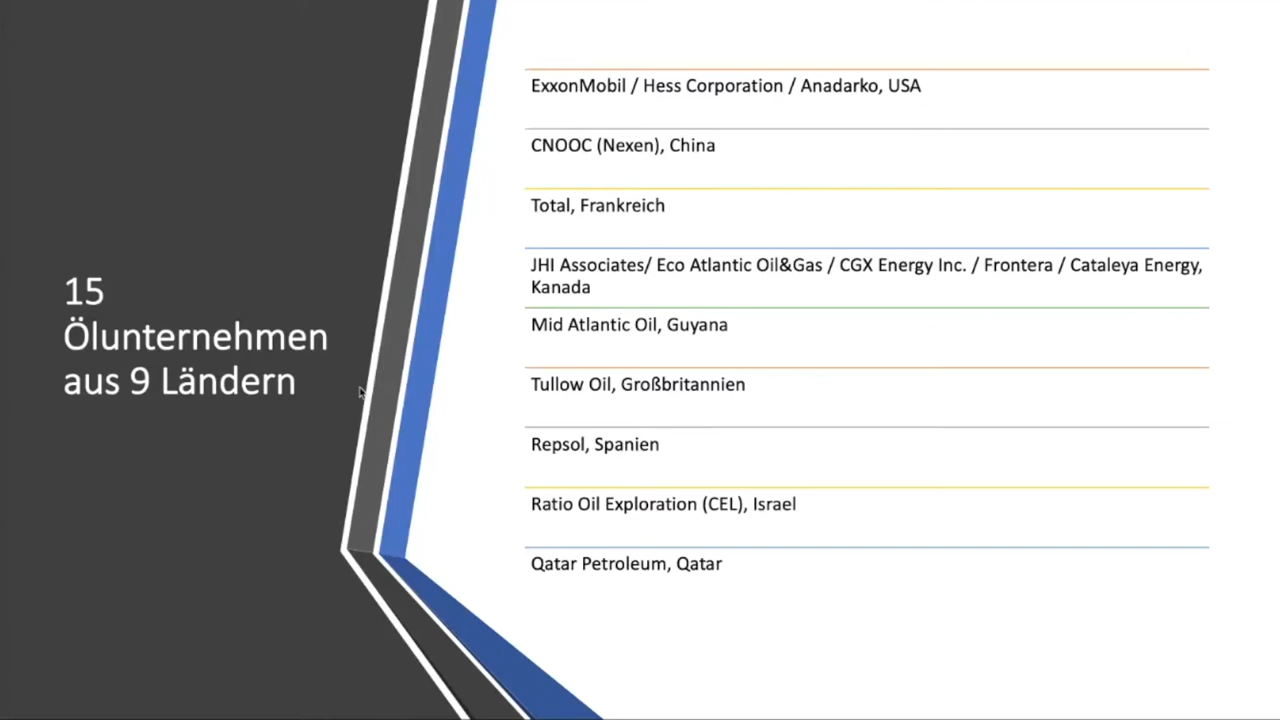 15
Ölunternehmen
aus 9 Ländern
ExxonMobil / Hess Corporation / Anadarko, USA
CNOOC (Nexen), China
Total, Frankreich
JHI Associates/ Eco Atlantic Oil&Gas / CGX Energy Inc. / Frontera / Cataleya Energy,
Kanada
Mid Atlantic Oil, Guyana
Tullow Oil, Großbritannien
Repsol, Spanien
Ratio Oil Exploration (CEL), Israel
Qatar Petroleum, Qatar